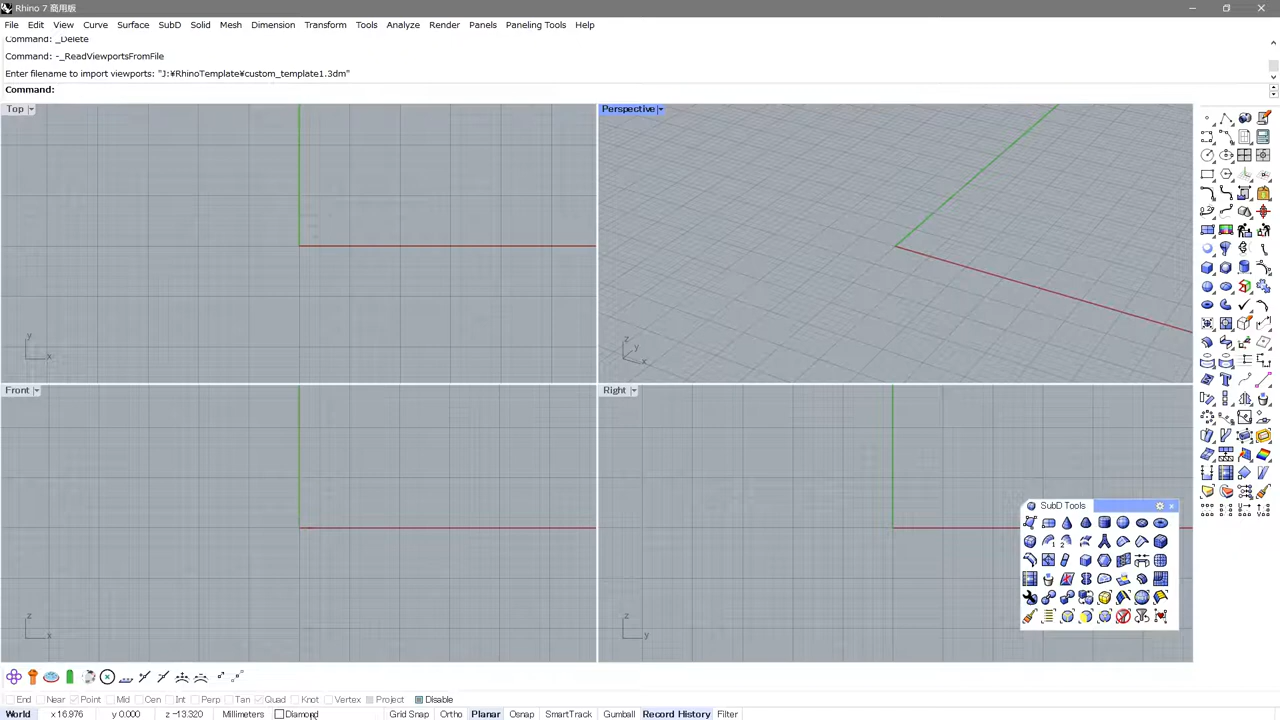 Rhino 7 商用版
File Edit View Curve Surface SubD Solid Mesh Dimension Transform Tools Analyze Render Panels Paneling Tools Help
Command: _Delete
Command: -_ReadViewportsFromFile
Enter filename to import viewports: "J:¥RhinoTemplate¥custom_template1.3dm"
Command:
Top Perspective
y
x
z
y
x
Front Right
SubD Tools
1 2
z
x
z
y
End Near Point Mid Cen Int Perp Tan Quad Knot Vertex Project Disable
World x 16.976 y 0.000 z -13.320 Millimeters Diamond Grid Snap Ortho Planar Osnap SmartTrack Gumball Record History Filter